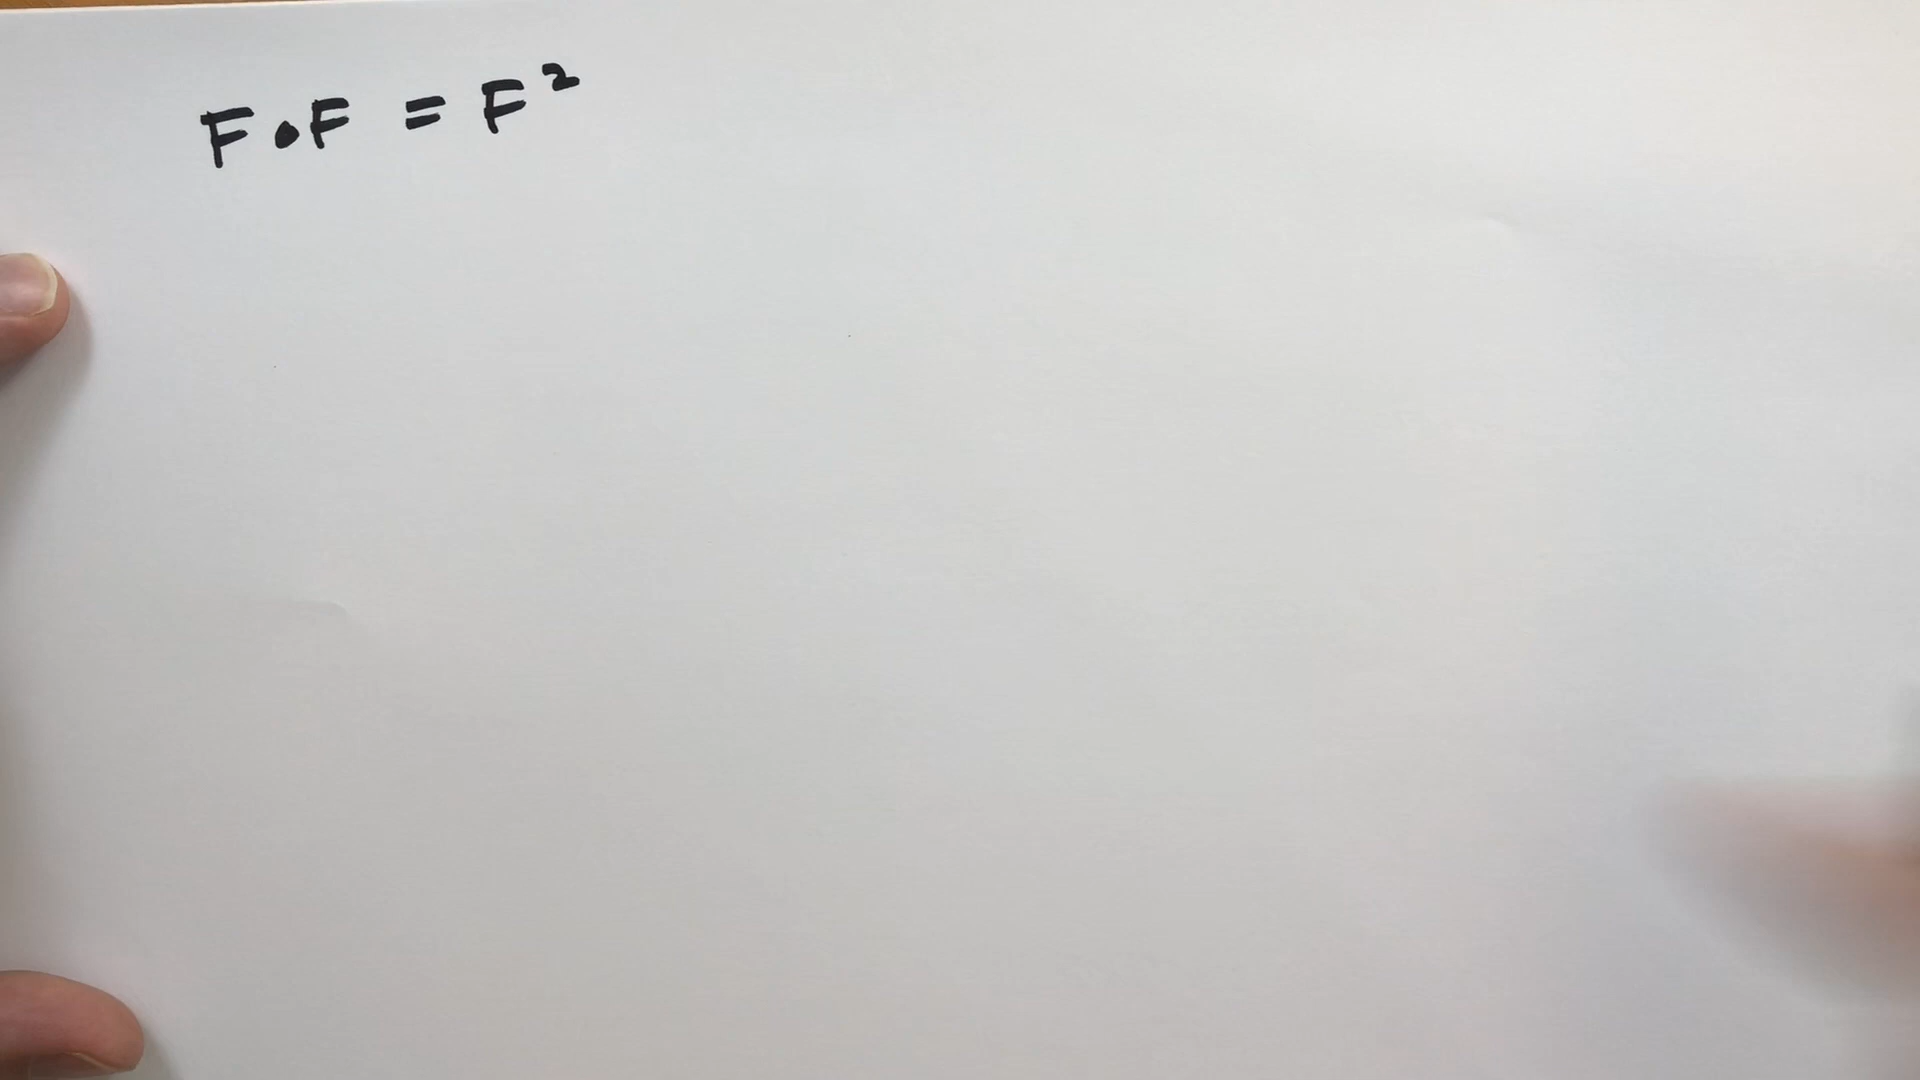 F • F = F²